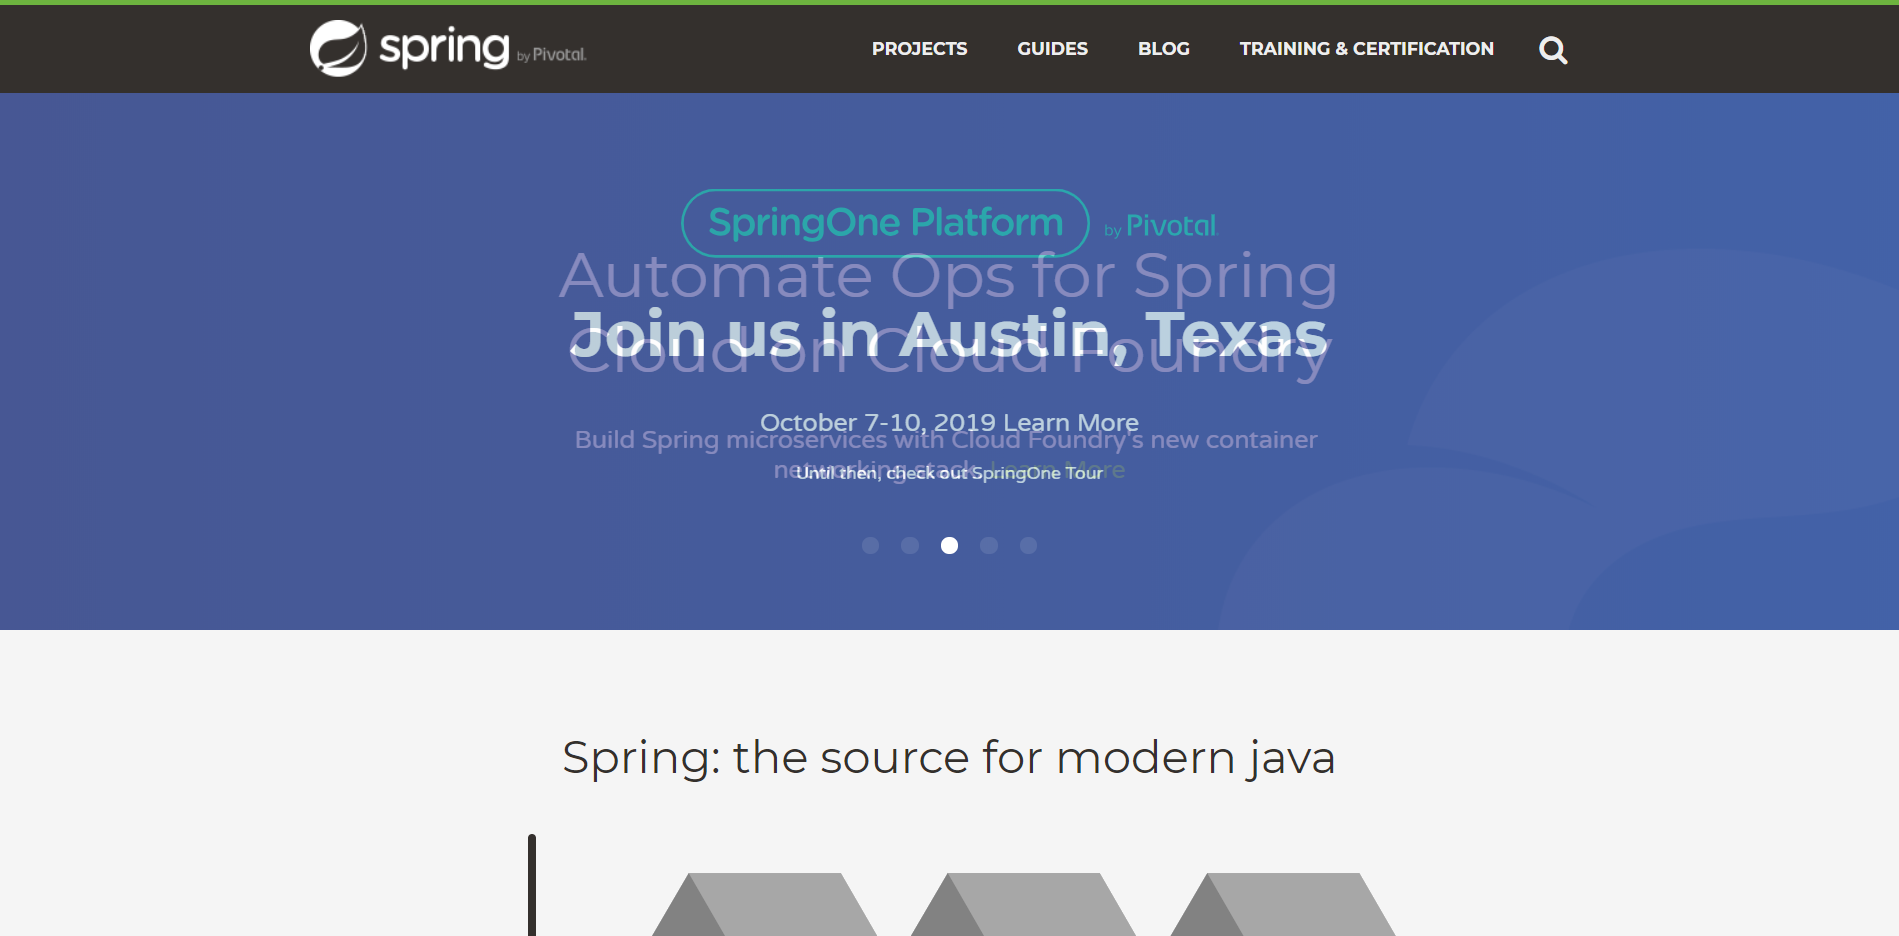 spring by Pivotal.
PROJECTS GUIDES BLOG TRAINING & CERTIFICATION
SpringOne Platform by Pivotal.
Automate Ops for Spring
Join us in Austin, Texas
Cloud on Cloud Foundry
October 7-10, 2019 Learn More
Build Spring microservices with Cloud Foundry's new container
networking stack. Learn More
Until then, check out SpringOne Tour
Spring: the source for modern java